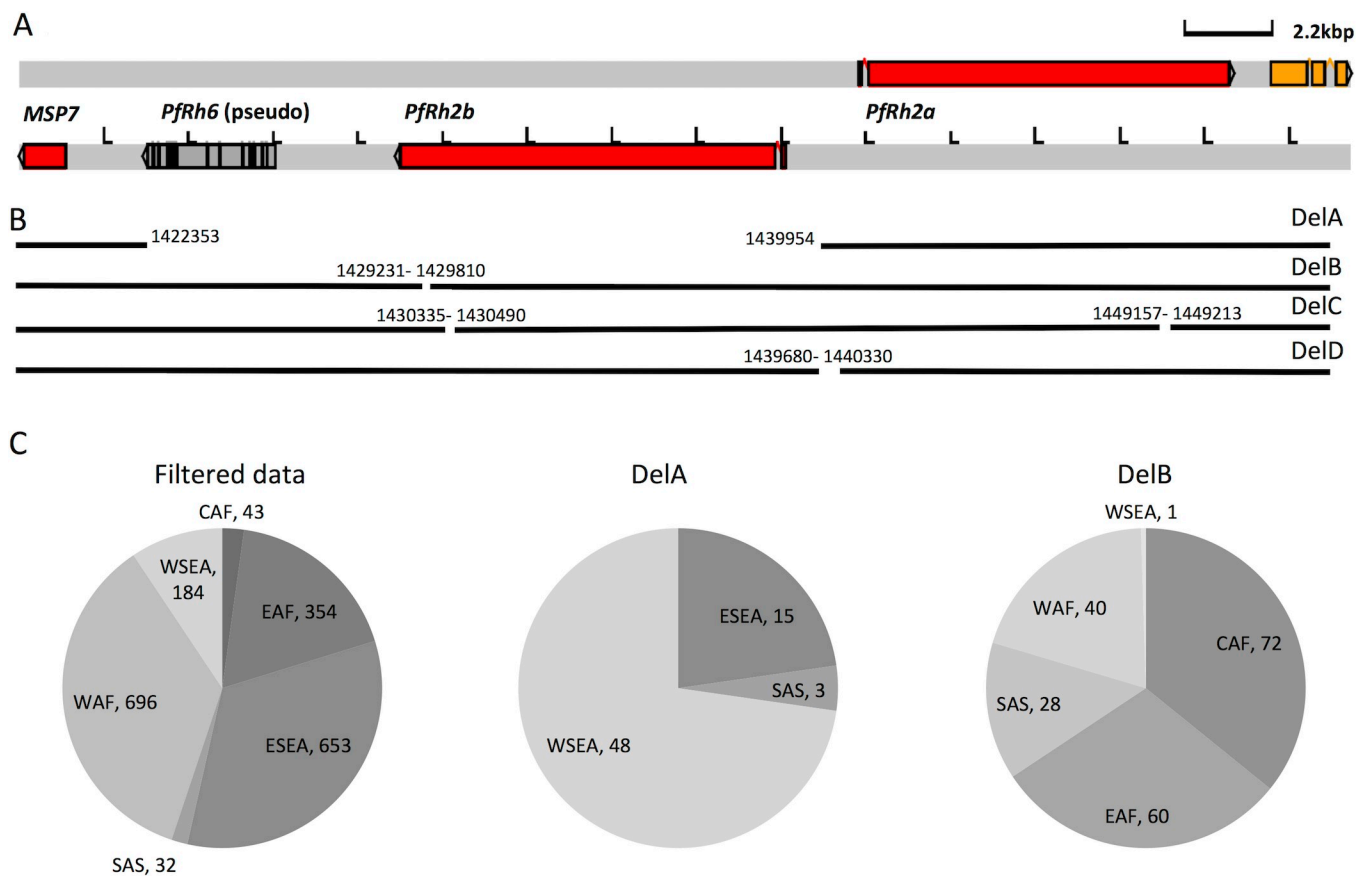 A
2.2kbp
MSP7
PfRh6 (pseudo)
PfRh2b
PfRh2a
B
DelA
1422353
1439954
DelB
1429231- 1429810
DelC
1430335- 1430490
1449157- 1449213
DelD
1439680- 1440330
C
Filtered data
CAF, 43
WSEA,
184
EAF, 354
WAF, 696
ESEA, 653
SAS, 32
DelA
ESEA, 15
SAS, 3
WSEA, 48
DelB
WSEA, 1
WAF, 40
CAF, 72
SAS, 28
EAF, 60